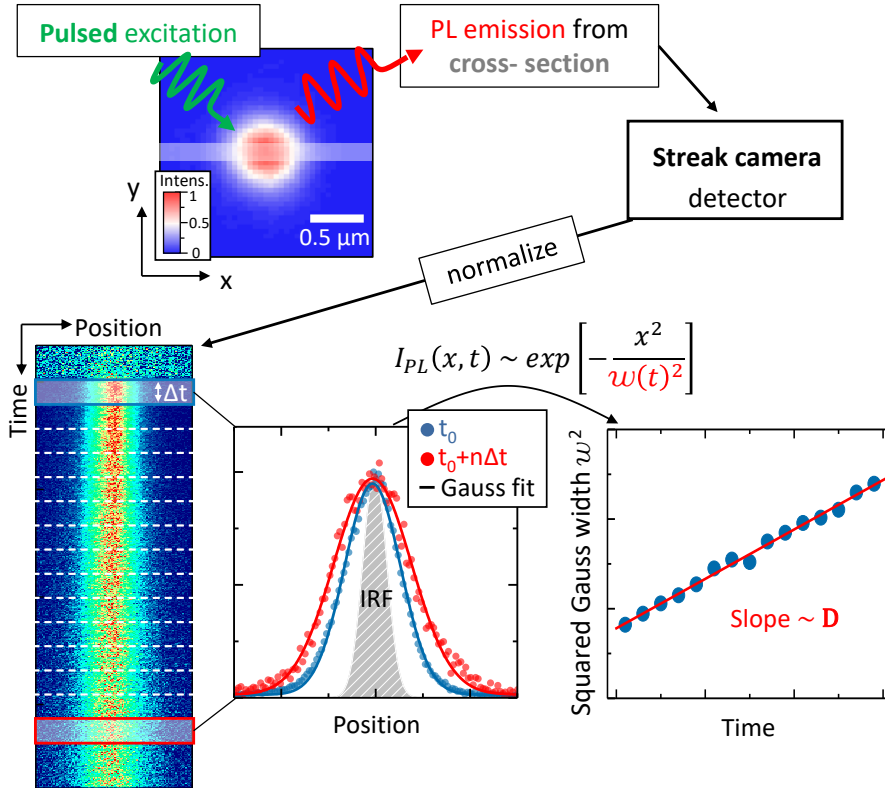 Pulsed excitation
PL emission from
cross- section
Streak camera
detector
Intens.
1
0.5
0
0.5 μm
y
x
normalize
Position
Time
Δt
I_PL(x, t) ~ exp [− x² / w(t)²]
t₀
t₀+nΔt
Gauss fit
IRF
Position
Squared Gauss width w²
Slope ~ D
Time